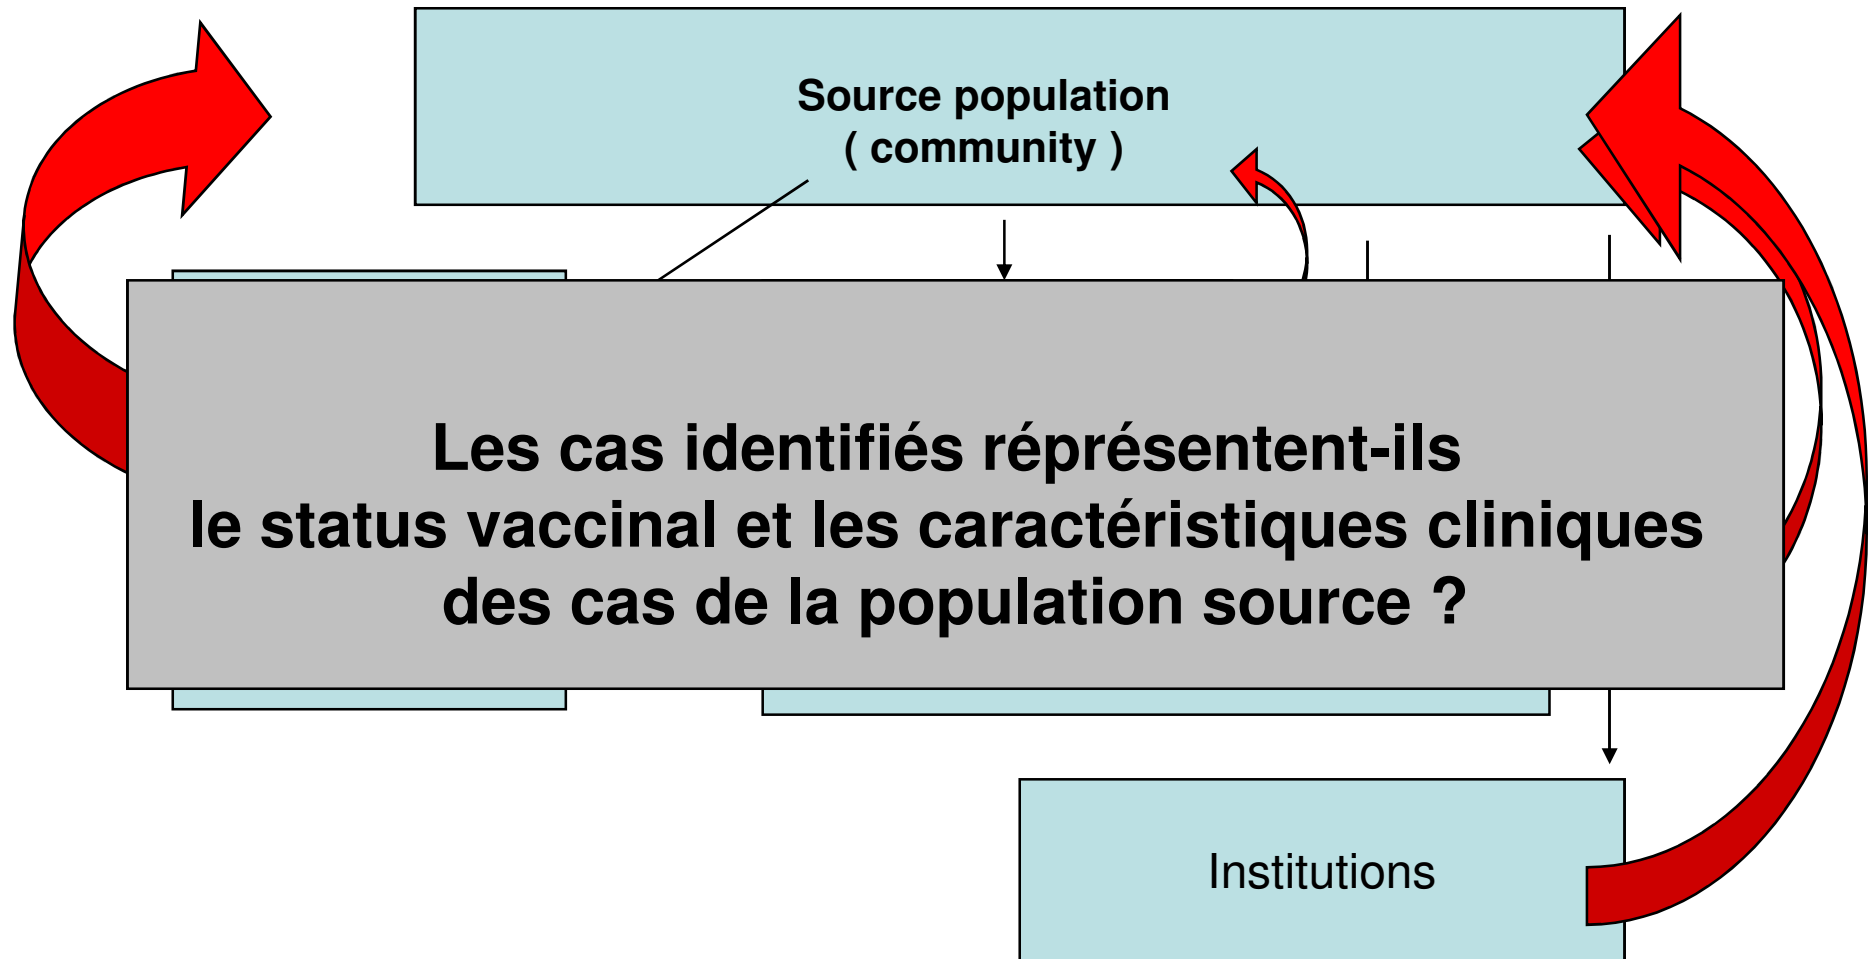 Source population
( community )
Les cas identifiés réprésentent-ils
le status vaccinal et les caractéristiques cliniques
des cas de la population source ?
Institutions